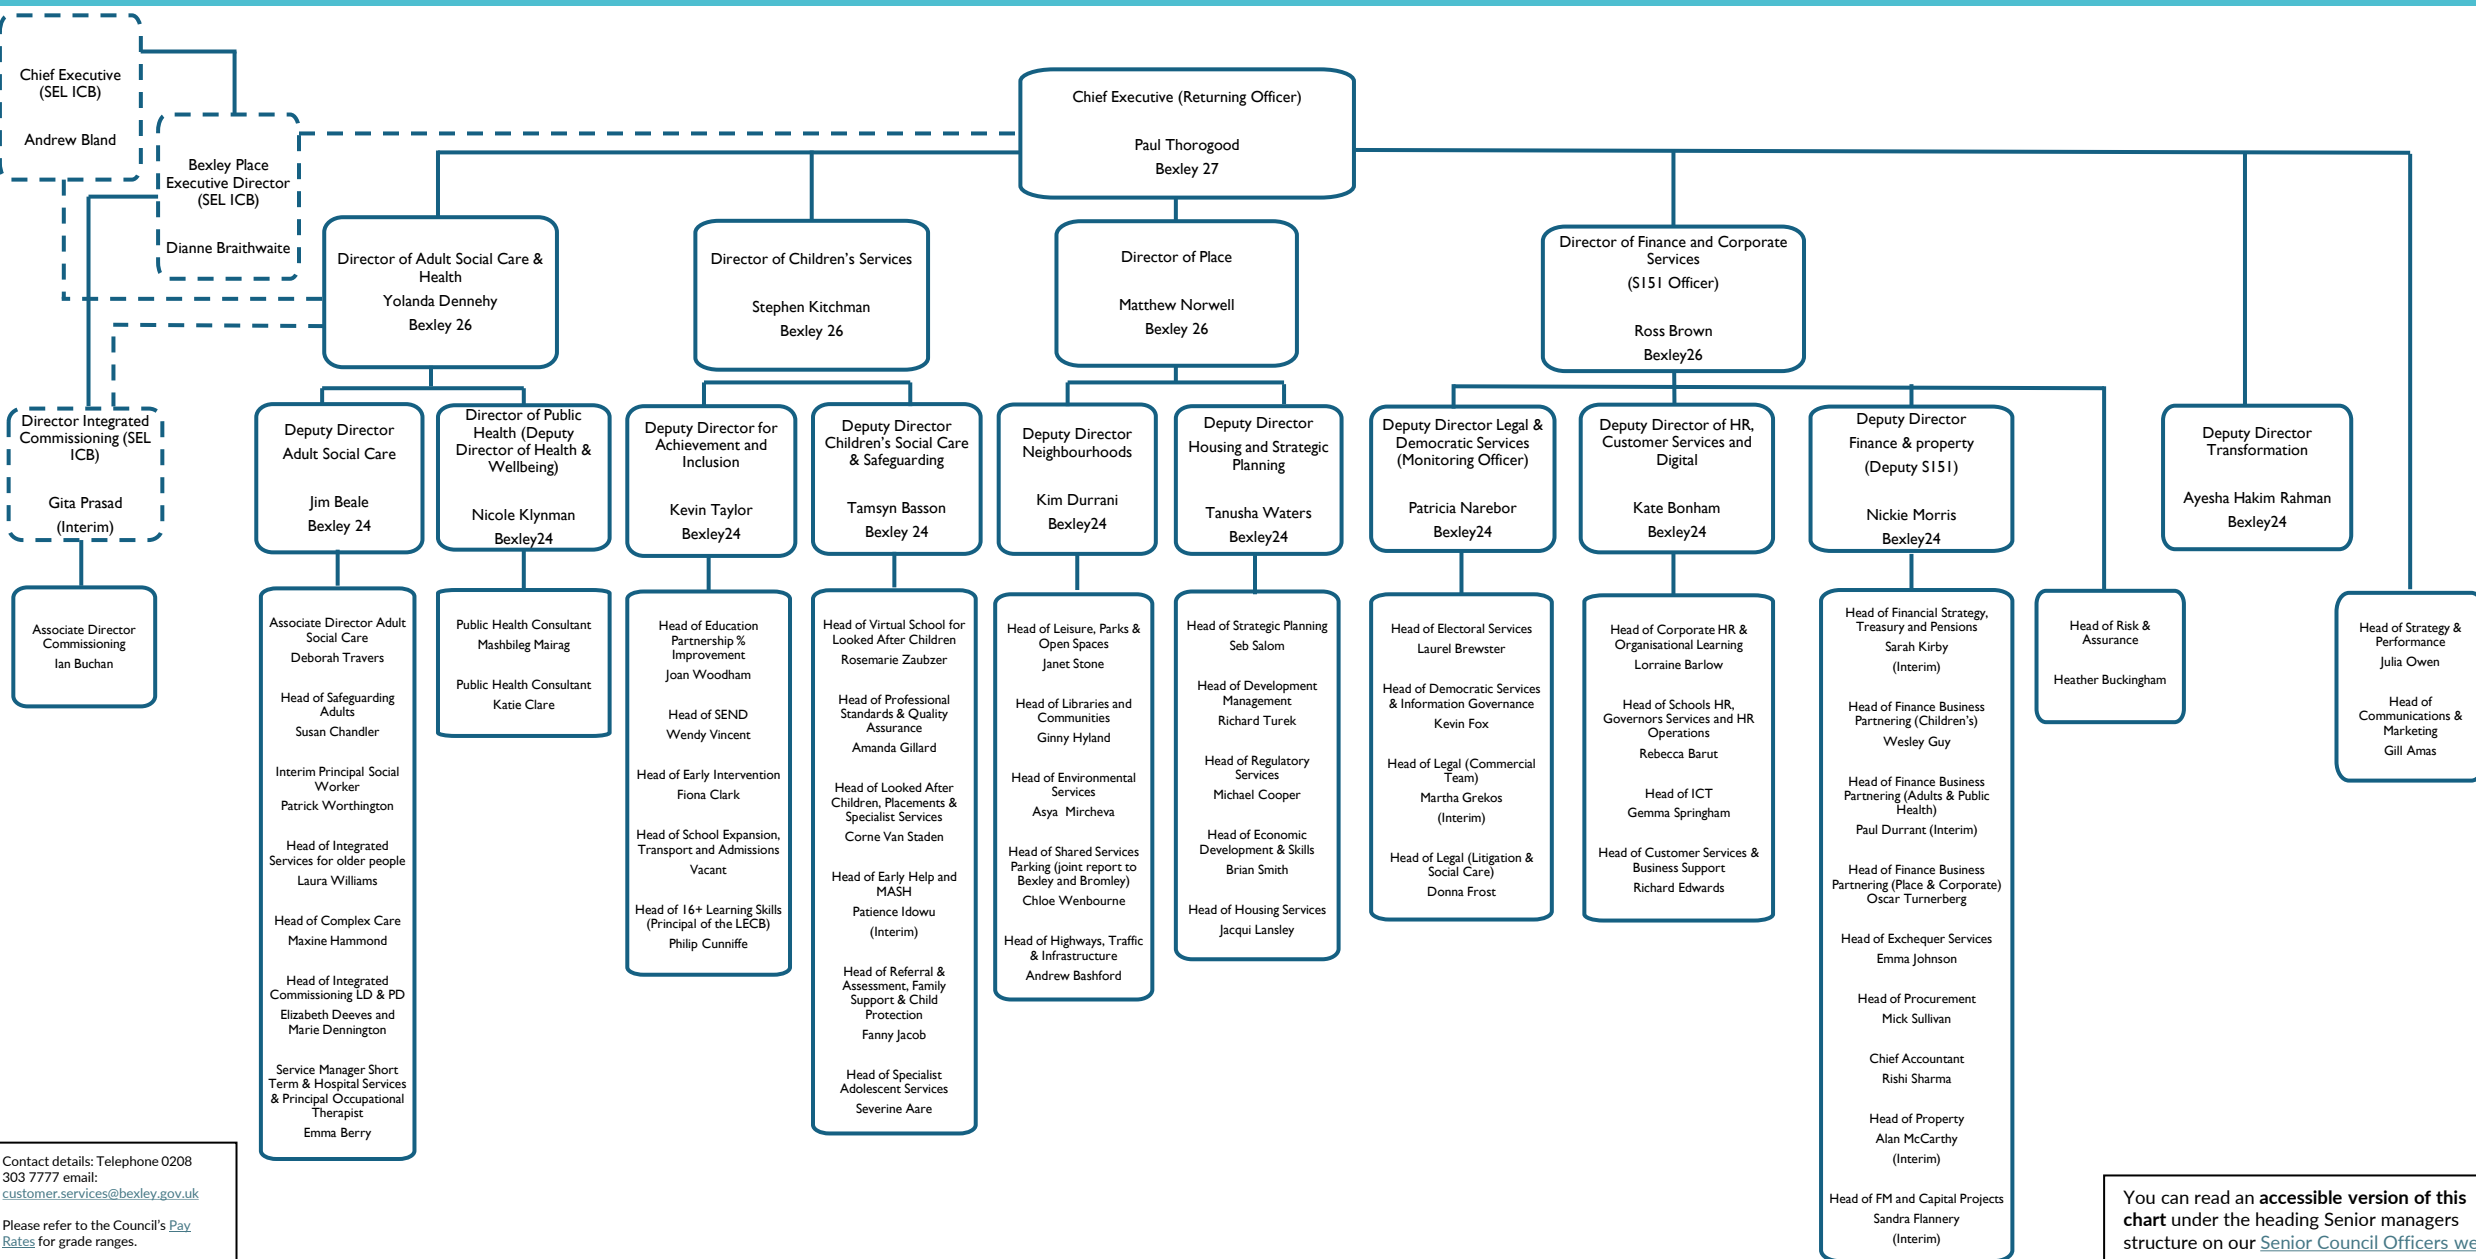 Chief Executive
(SEL ICB)
Andrew Bland
Bexley Place
Executive Director
(SEL ICB)
Dianne Braithwaite
Chief Executive (Returning Officer)
Paul Thorogood
Bexley 27
Director of Adult Social Care &
Health
Yolanda Dennehy
Bexley 26
Director of Children's Services
Stephen Kitchman
Bexley 26
Director of Place
Matthew Norwell
Bexley 26
Director of Finance and Corporate
Services
(S151 Officer)
Ross Brown
Bexley26
Director Integrated
Commissioning (SEL
ICB)
Gita Prasad
(Interim)
Deputy Director
Adult Social Care
Jim Beale
Bexley 24
Director of Public
Health (Deputy
Director of Health &
Wellbeing)
Nicole Klynman
Bexley24
Deputy Director for
Achievement and
Inclusion
Kevin Taylor
Bexley24
Deputy Director
Children's Social Care
& Safeguarding
Tamsyn Basson
Bexley 24
Deputy Director
Neighbourhoods
Kim Durrani
Bexley24
Deputy Director
Housing and Strategic
Planning
Tanusha Waters
Bexley24
Deputy Director Legal &
Democratic Services
(Monitoring Officer)
Patricia Narebor
Bexley24
Deputy Director of HR,
Customer Services and
Digital
Kate Bonham
Bexley24
Deputy Director
Finance & property
(Deputy S151)
Nickie Morris
Bexley24
Deputy Director
Transformation
Ayesha Hakim Rahman
Bexley24
Associate Director
Commissioning
Ian Buchan
Associate Director Adult
Social Care
Deborah Travers
Head of Safeguarding
Adults
Susan Chandler
Interim Principal Social
Worker
Patrick Worthington
Head of Integrated
Services for older people
Laura Williams
Head of Complex Care
Maxine Hammond
Head of Integrated
Commissioning LD & PD
Elizabeth Deeves and
Marie Dennington
Service Manager Short
Term & Hospital Services
& Principal Occupational
Therapist
Emma Berry
Public Health Consultant
Mashbileg Mairag
Public Health Consultant
Katie Clare
Head of Education
Partnership %
Improvement
Joan Woodham
Head of SEND
Wendy Vincent
Head of Early Intervention
Fiona Clark
Head of School Expansion,
Transport and Admissions
Vacant
Head of 16+ Learning Skills
(Principal of the LECB)
Philip Cunniffe
Head of Virtual School for
Looked After Children
Rosemarie Zaubzer
Head of Professional
Standards & Quality
Assurance
Amanda Gillard
Head of Looked After
Children, Placements &
Specialist Services
Corne Van Staden
Head of Early Help and
MASH
Patience Idowu
(Interim)
Head of Referral &
Assessment, Family
Support & Child
Protection
Fanny Jacob
Head of Specialist
Adolescent Services
Severine Aare
Head of Leisure, Parks &
Open Spaces
Janet Stone
Head of Libraries and
Communities
Ginny Hyland
Head of Environmental
Services
Asya Mircheva
Head of Shared Services
Parking (joint report to
Bexley and Bromley)
Chloe Wenbourne
Head of Highways, Traffic
& Infrastructure
Andrew Bashford
Head of Strategic Planning
Seb Salom
Head of Development
Management
Richard Turek
Head of Regulatory
Services
Michael Cooper
Head of Economic
Development & Skills
Brian Smith
Head of Housing Services
Jacqui Lansley
Head of Electoral Services
Laurel Brewster
Head of Democratic Services
& Information Governance
Kevin Fox
Head of Legal (Commercial
Team)
Martha Grekos
(Interim)
Head of Legal (Litigation &
Social Care)
Donna Frost
Head of Corporate HR &
Organisational Learning
Lorraine Barlow
Head of Schools HR,
Governors Services and HR
Operations
Rebecca Barut
Head of ICT
Gemma Springham
Head of Customer Services &
Business Support
Richard Edwards
Head of Financial Strategy,
Treasury and Pensions
Sarah Kirby
(Interim)
Head of Finance Business
Partnering (Children's)
Wesley Guy
Head of Finance Business
Partnering (Adults & Public
Health)
Paul Durrant (Interim)
Head of Finance Business
Partnering (Place & Corporate)
Oscar Turnerberg
Head of Exchequer Services
Emma Johnson
Head of Procurement
Mick Sullivan
Chief Accountant
Rishi Sharma
Head of Property
Alan McCarthy
(Interim)
Head of FM and Capital Projects
Sandra Flannery
(Interim)
Head of Risk &
Assurance
Heather Buckingham
Head of Strategy &
Performance
Julia Owen
Head of
Communications &
Marketing
Gill Amas
Contact details: Telephone 0208
303 7777 email:
customer.services@bexley.gov.uk
Please refer to the Council's Pay
Rates for grade ranges.
You can read an accessible version of this
chart under the heading Senior managers
structure on our Senior Council Officers we